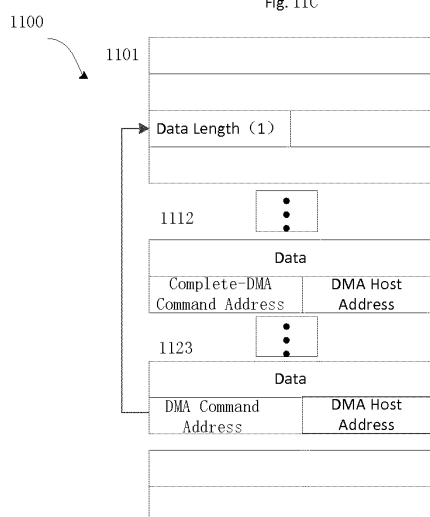 Fig. 11C
1100
1101
Data Length (1)
1112
Data
Complete-DMA
Command Address
DMA Host
Address
1123
Data
DMA Command
Address
DMA Host
Address